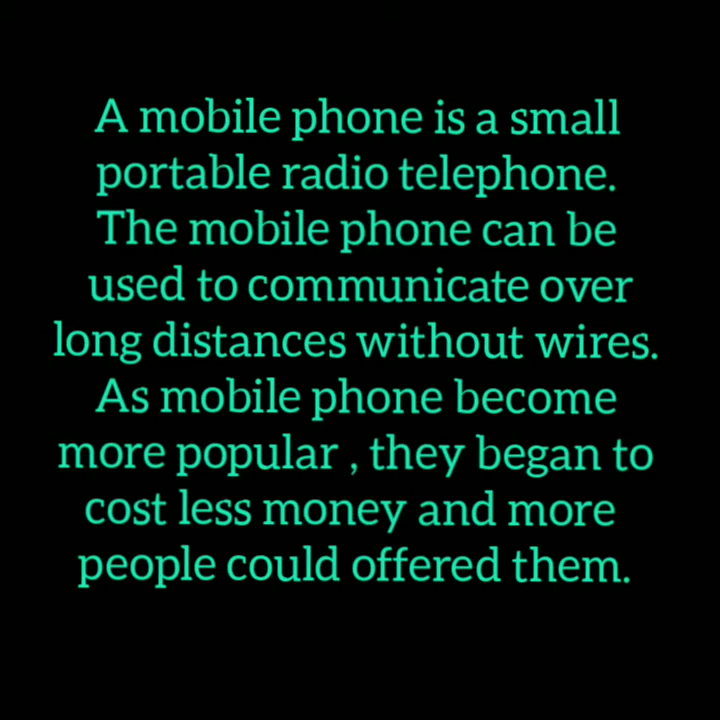 A mobile phone is a small
portable radio telephone.
The mobile phone can be
used to communicate over
long distances without wires.
As mobile phone become
more popular , they began to
cost less money and more
people could offered them.